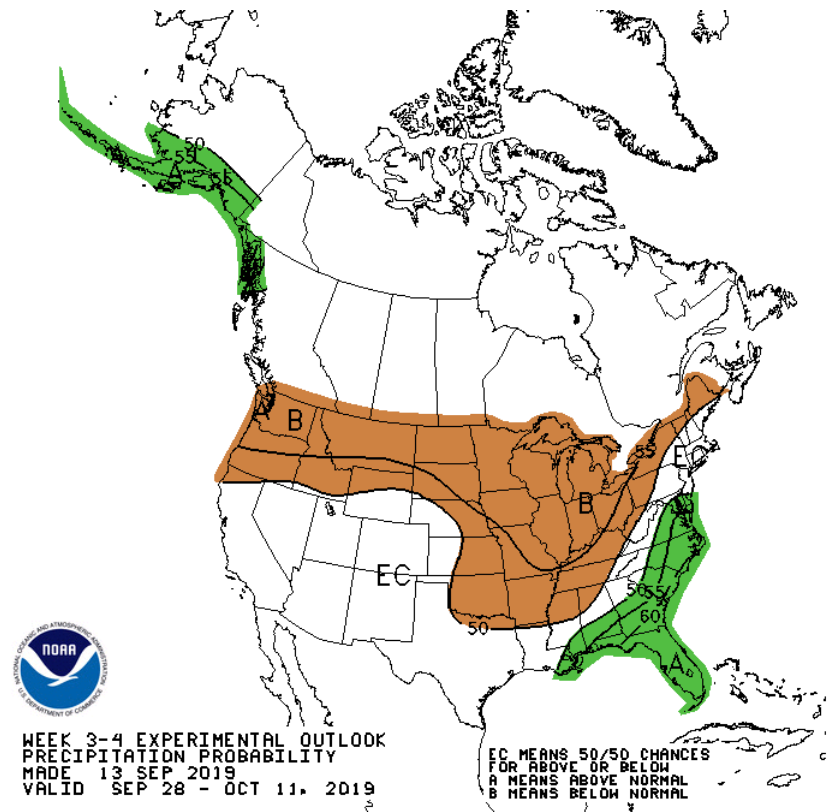 50
55
A
55
A
B
55
EC
B
EC
50
50
55
60
A
NATIONAL OCEANIC AND ATMOSPHERIC ADMINISTRATION
NOAA
U.S. DEPARTMENT OF COMMERCE
WEEK 3-4 EXPERIMENTAL OUTLOOK
PRECIPITATION PROBABILITY
MADE 13 SEP 2019
VALID SEP 28 - OCT 11, 2019
EC MEANS 50/50 CHANCES
FOR ABOVE OR BELOW
A MEANS ABOVE NORMAL
B MEANS BELOW NORMAL